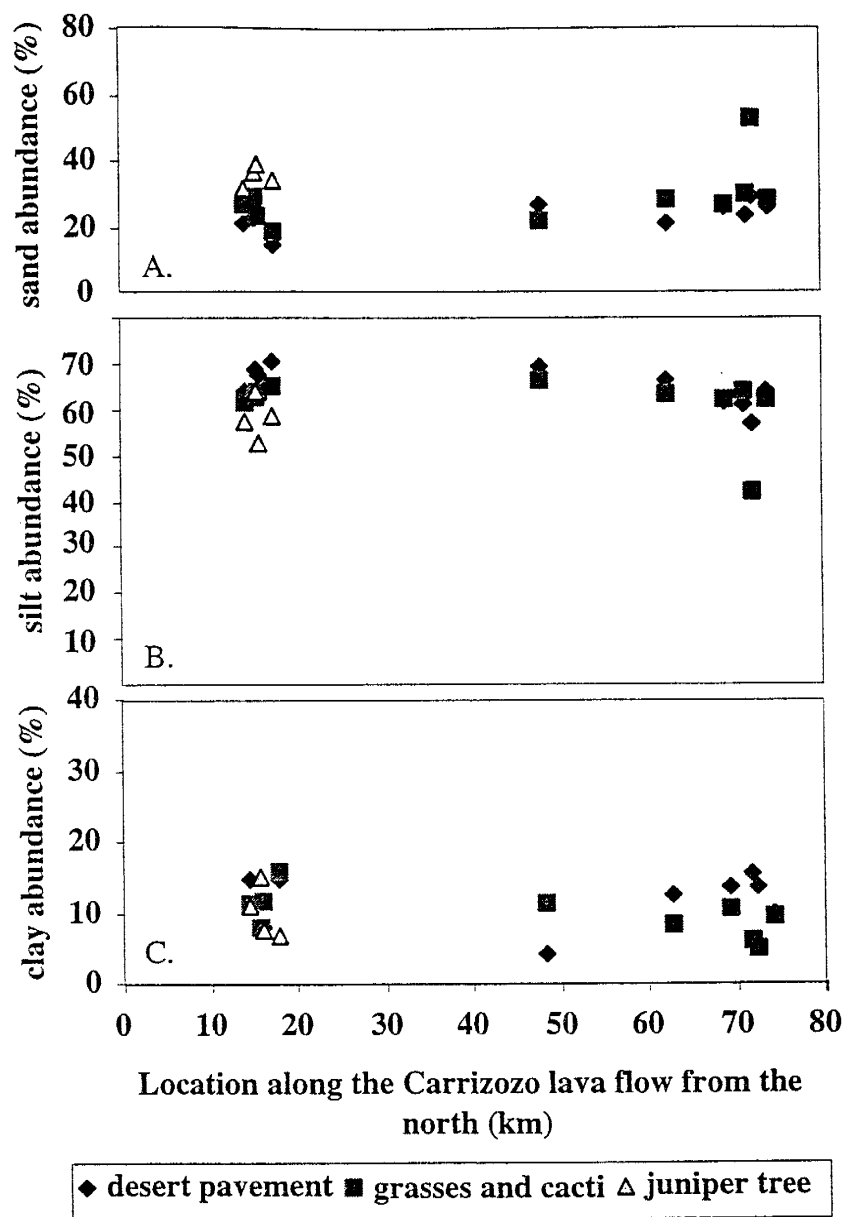 sand abundance (%)
80
60
40
20
0
A.
silt abundance (%)
70
60
50
40
30
20
10
B.
clay abundance (%)
40
30
20
10
0
C.
0 10 20 30 40 50 60 70 80
Location along the Carrizozo lava flow from the
north (km)
desert pavement grasses and cacti juniper tree